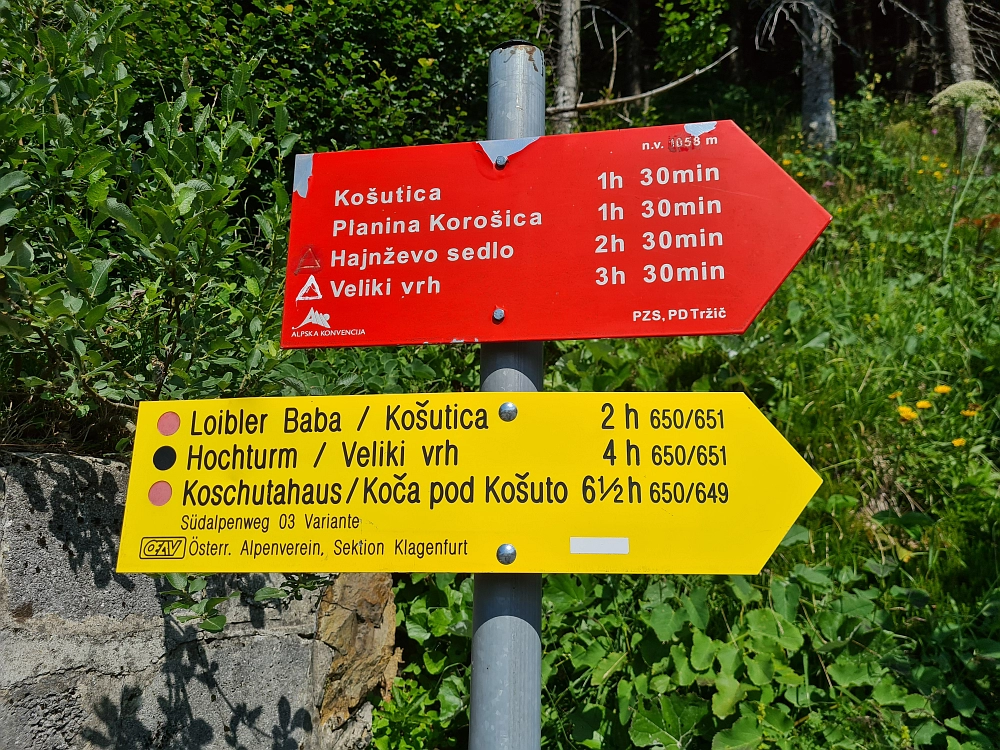 n.v. 1058 m
Košutica 1h 30min
Planina Korošica 1h 30min
Hajnževo sedlo 2h 30min
Veliki vrh 3h 30min
ALPSKA KONVENCIJA
PZS, PD Tržič
Loibler Baba / Košutica 2 h 650/651
Hochturm / Veliki vrh 4 h 650/651
Koschutahaus/Koča pod Košuto 6½h 650/649
Südalpenweg 03 Variante
OEAV Österr. Alpenverein, Sektion Klagenfurt